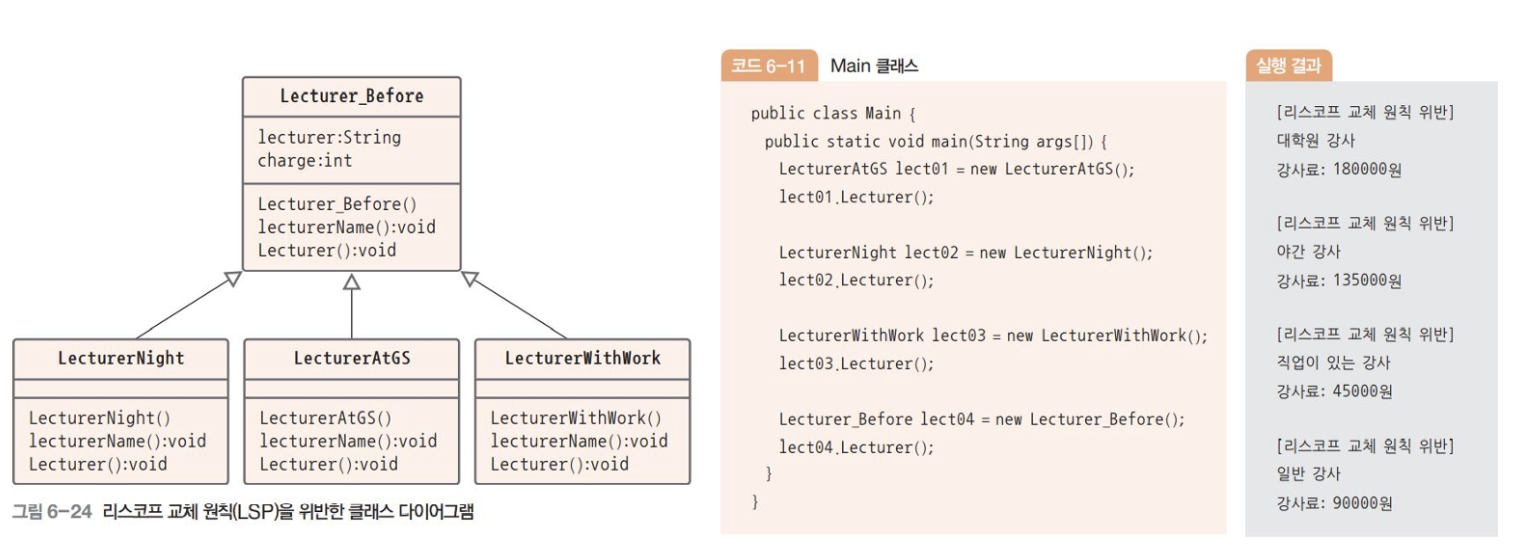 Lecturer_Before
lecturer:String
charge:int
Lecturer_Before()
lecturerName():void
Lecturer():void
LecturerNight
LecturerNight()
lecturerName():void
Lecturer():void
LecturerAtGS
LecturerAtGS()
lecturerName():void
Lecturer():void
LecturerWithWork
LecturerWithWork()
lecturerName():void
Lecturer():void
그림 6-24 리스코프 교체 원칙(LSP)을 위반한 클래스 다이어그램
코드 6-11 Main 클래스
public class Main {
public static void main(String args[]) {
LecturerAtGS lect01 = new LecturerAtGS();
lect01.Lecturer();
LecturerNight lect02 = new LecturerNight();
lect02.Lecturer();
LecturerWithWork lect03 = new LecturerWithWork();
lect03.Lecturer();
Lecturer_Before lect04 = new Lecturer_Before();
lect04.Lecturer();
}
}
실행 결과
[리스코프 교체 원칙 위반]
대학원 강사
강사료: 180000원
[리스코프 교체 원칙 위반]
야간 강사
강사료: 135000원
[리스코프 교체 원칙 위반]
직업이 있는 강사
강사료: 45000원
[리스코프 교체 원칙 위반]
일반 강사
강사료: 90000원